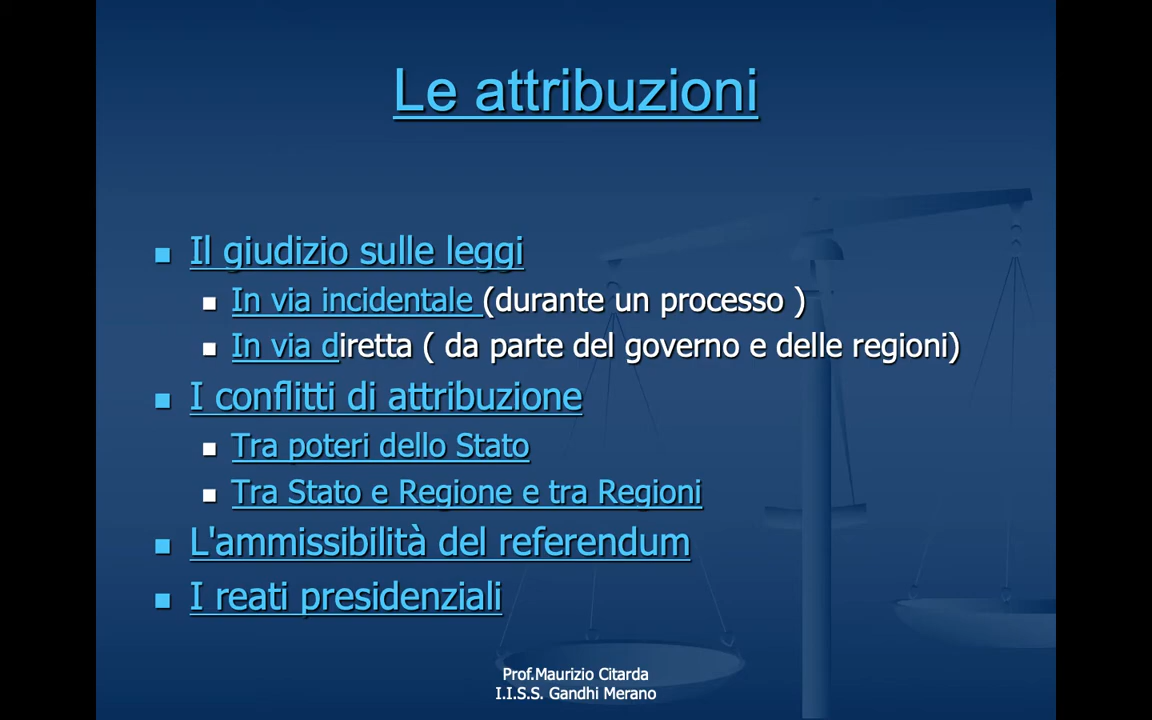 Le attribuzioni
Il giudizio sulle leggi
In via incidentale (durante un processo )
In via diretta ( da parte del governo e delle regioni)
I conflitti di attribuzione
Tra poteri dello Stato
Tra Stato e Regione e tra Regioni
L'ammissibilità del referendum
I reati presidenziali
Prof.Maurizio Citarda
I.I.S.S. Gandhi Merano